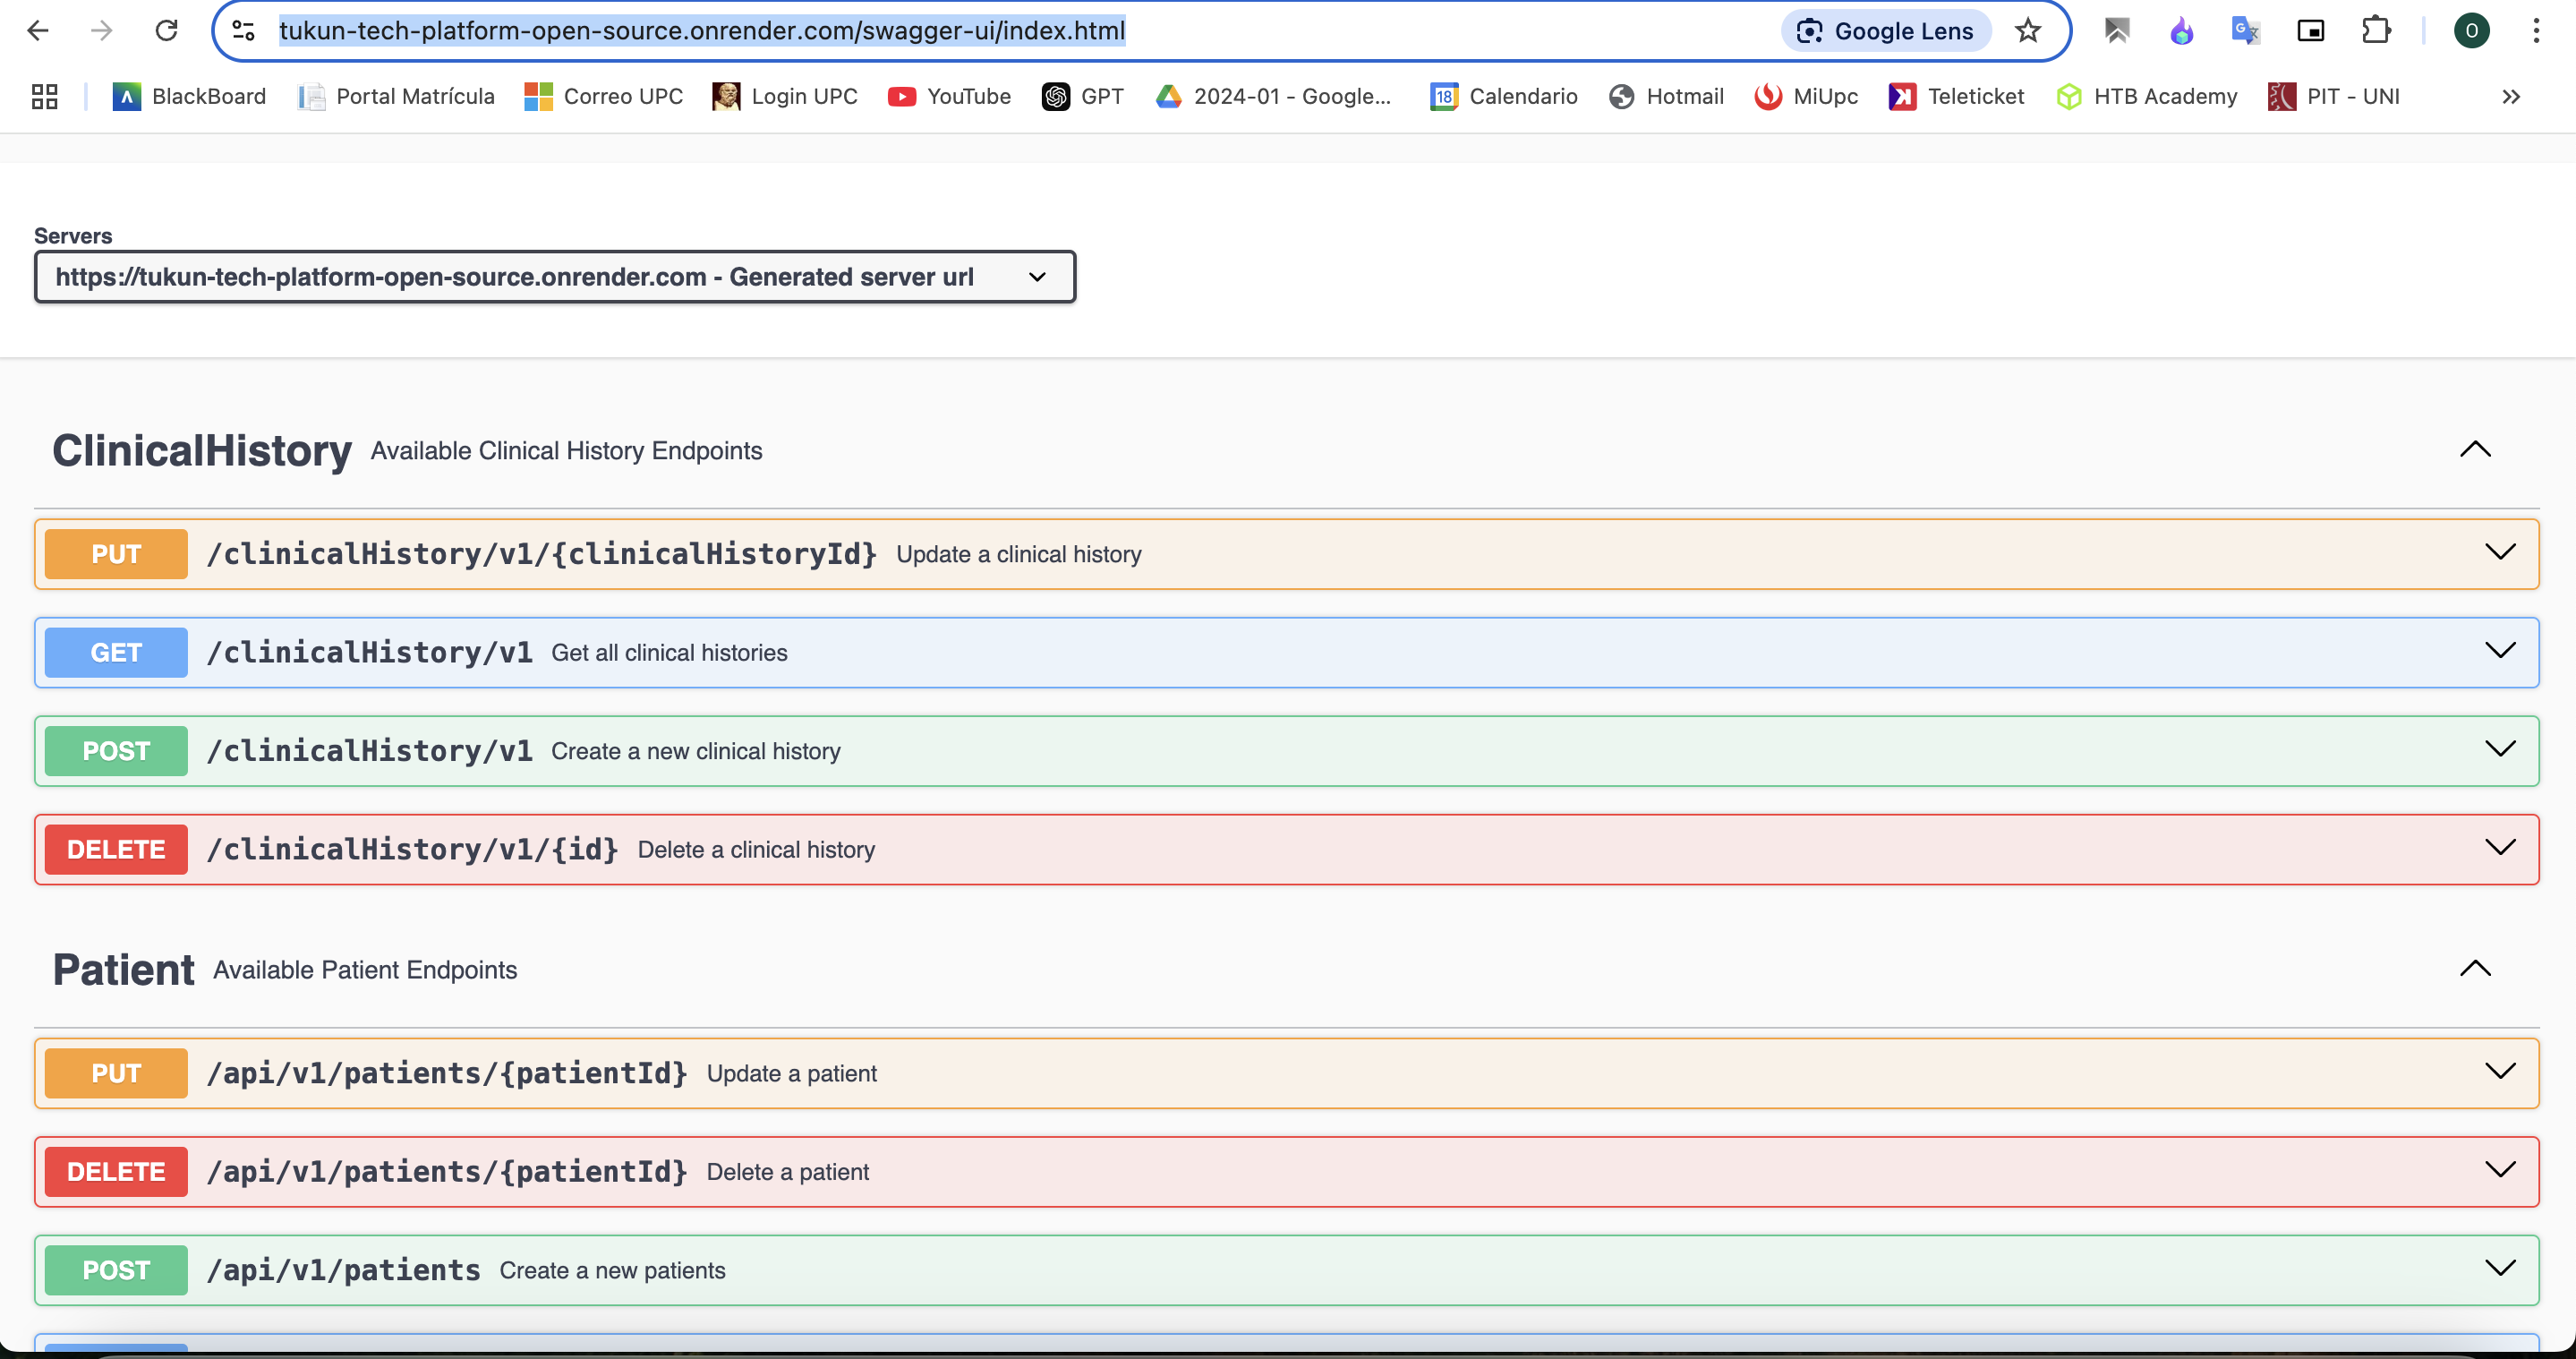 tukun-tech-platform-open-source.onrender.com/swagger-ui/index.html Google Lens O
BlackBoard Portal Matrícula Correo UPC Login UPC YouTube GPT 2024-01 - Google... 18 Calendario Hotmail MiUpc Teleticket HTB Academy PIT - UNI
Servers
https://tukun-tech-platform-open-source.onrender.com - Generated server url
ClinicalHistory Available Clinical History Endpoints
PUT /clinicalHistory/v1/{clinicalHistoryId} Update a clinical history
GET /clinicalHistory/v1 Get all clinical histories
POST /clinicalHistory/v1 Create a new clinical history
DELETE /clinicalHistory/v1/{id} Delete a clinical history
Patient Available Patient Endpoints
PUT /api/v1/patients/{patientId} Update a patient
DELETE /api/v1/patients/{patientId} Delete a patient
POST /api/v1/patients Create a new patients